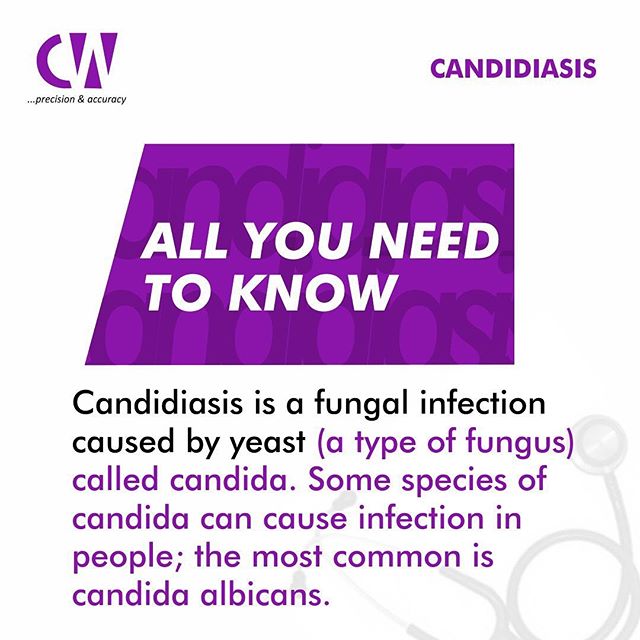 CW
...precision & accuracy
CANDIDIASIS
ALL YOU NEED
TO KNOW
Candidiasis is a fungal infection
caused by yeast (a type of fungus)
called candida. Some species of
candida can cause infection in
people; the most common is
candida albicans.